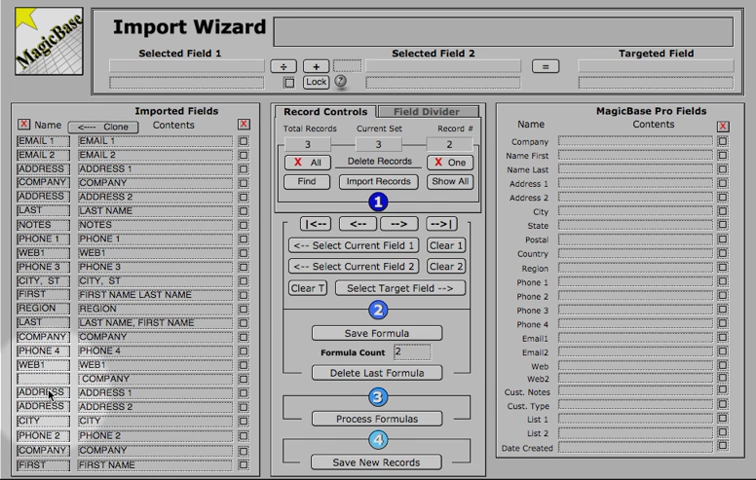 MagicBase
Import Wizard
Selected Field 1
Selected Field 2
Targeted Field
÷
+
=
Lock
?
Imported Fields
X Name
<---- Clone
Contents X
EMAIL 1 EMAIL 1
EMAIL 2 EMAIL 2
ADDRESS ADDRESS 1
COMPANY COMPANY
ADDRESS ADDRESS 2
LAST LAST NAME
NOTES NOTES
PHONE 1 PHONE 1
WEB1 WEB1
PHONE 3 PHONE 3
CITY, ST CITY, ST
FIRST FIRST NAME LAST NAME
REGION REGION
LAST LAST NAME, FIRST NAME
COMPANY COMPANY
PHONE 4 PHONE 4
WEB1 WEB1
COMPANY
ADDRESS ADDRESS 1
ADDRESS ADDRESS 2
CITY CITY
PHONE 2 PHONE 2
COMPANY COMPANY
FIRST FIRST NAME
Record Controls
Field Divider
Total Records Current Set Record #
3 3 2
X All Delete Records X One
Find Import Records Show All
1
|<-- <-- --> -->|
<-- Select Current Field 1 Clear 1
<-- Select Current Field 2 Clear 2
Clear T Select Target Field -->
2
Save Formula
Formula Count 2
Delete Last Formula
3
Process Formulas
4
Save New Records
MagicBase Pro Fields
Name Contents X
Company
Name First
Name Last
Address 1
Address 2
City
State
Postal
Country
Region
Phone 1
Phone 2
Phone 3
Phone 4
Email1
Email2
Web
Web2
Cust. Notes
Cust. Type
List 1
List 2
Date Created